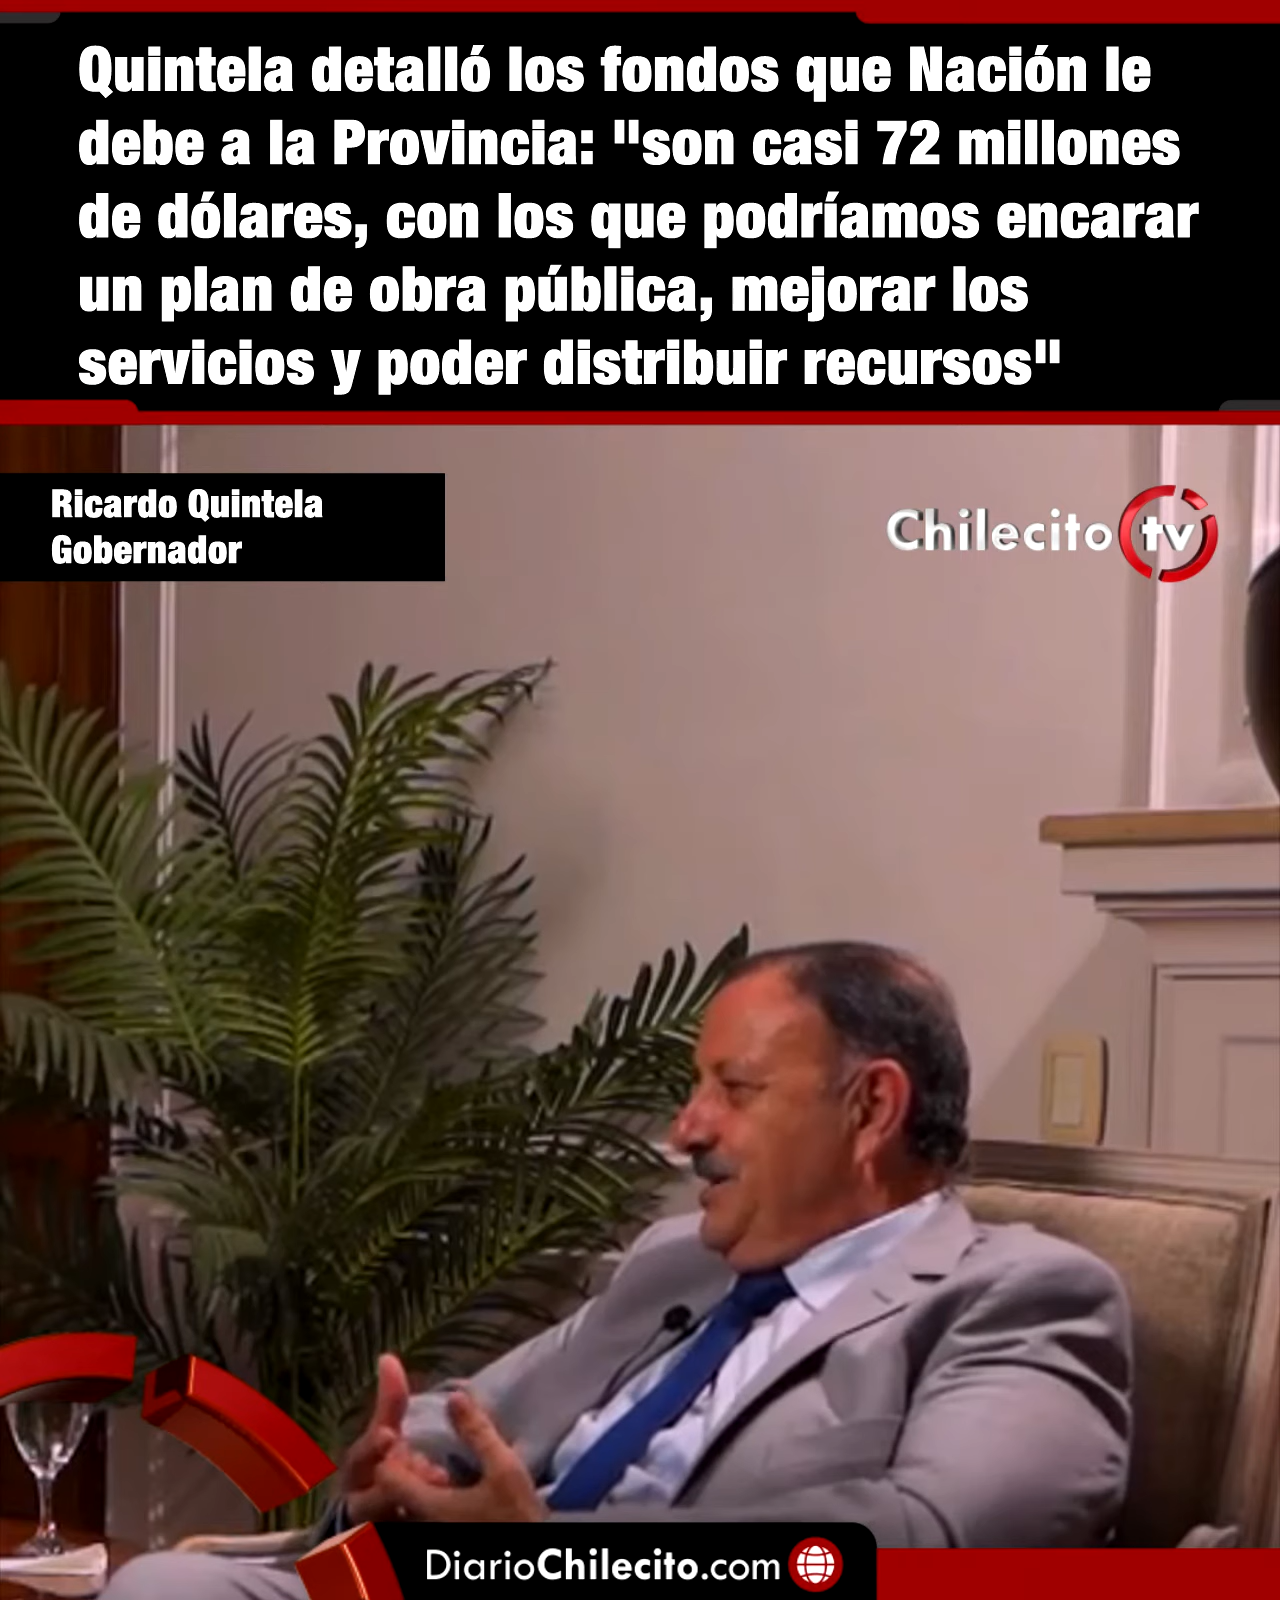 Quintela detalló los fondos que Nación le
debe a la Provincia: "son casi 72 millones
de dólares, con los que podríamos encarar
un plan de obra pública, mejorar los
servicios y poder distribuir recursos"
Ricardo Quintela
Gobernador
Chilecito tv
DiarioChilecito.com